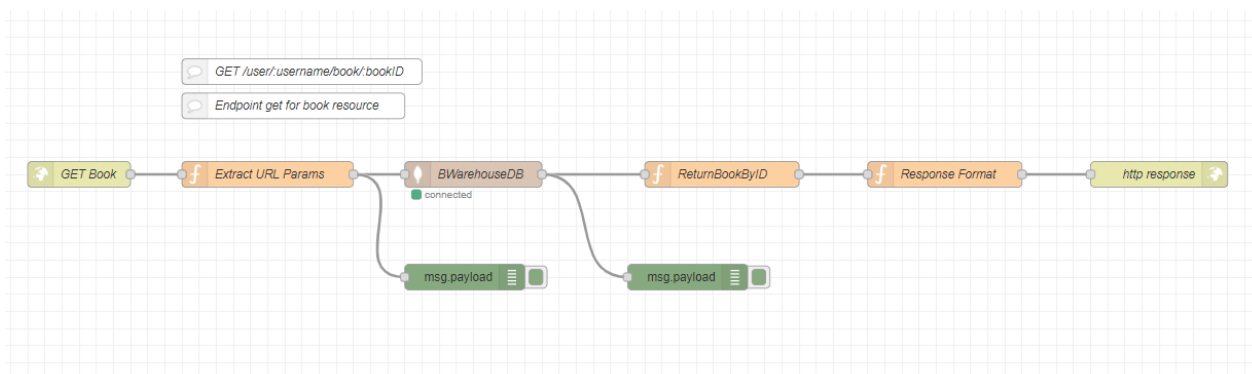 GET /user/:username/book/:bookID
Endpoint get for book resource
GET Book
Extract URL Params
BWarehouseDB
ReturnBookByID
Response Format
http response
connected
msg.payload
msg.payload